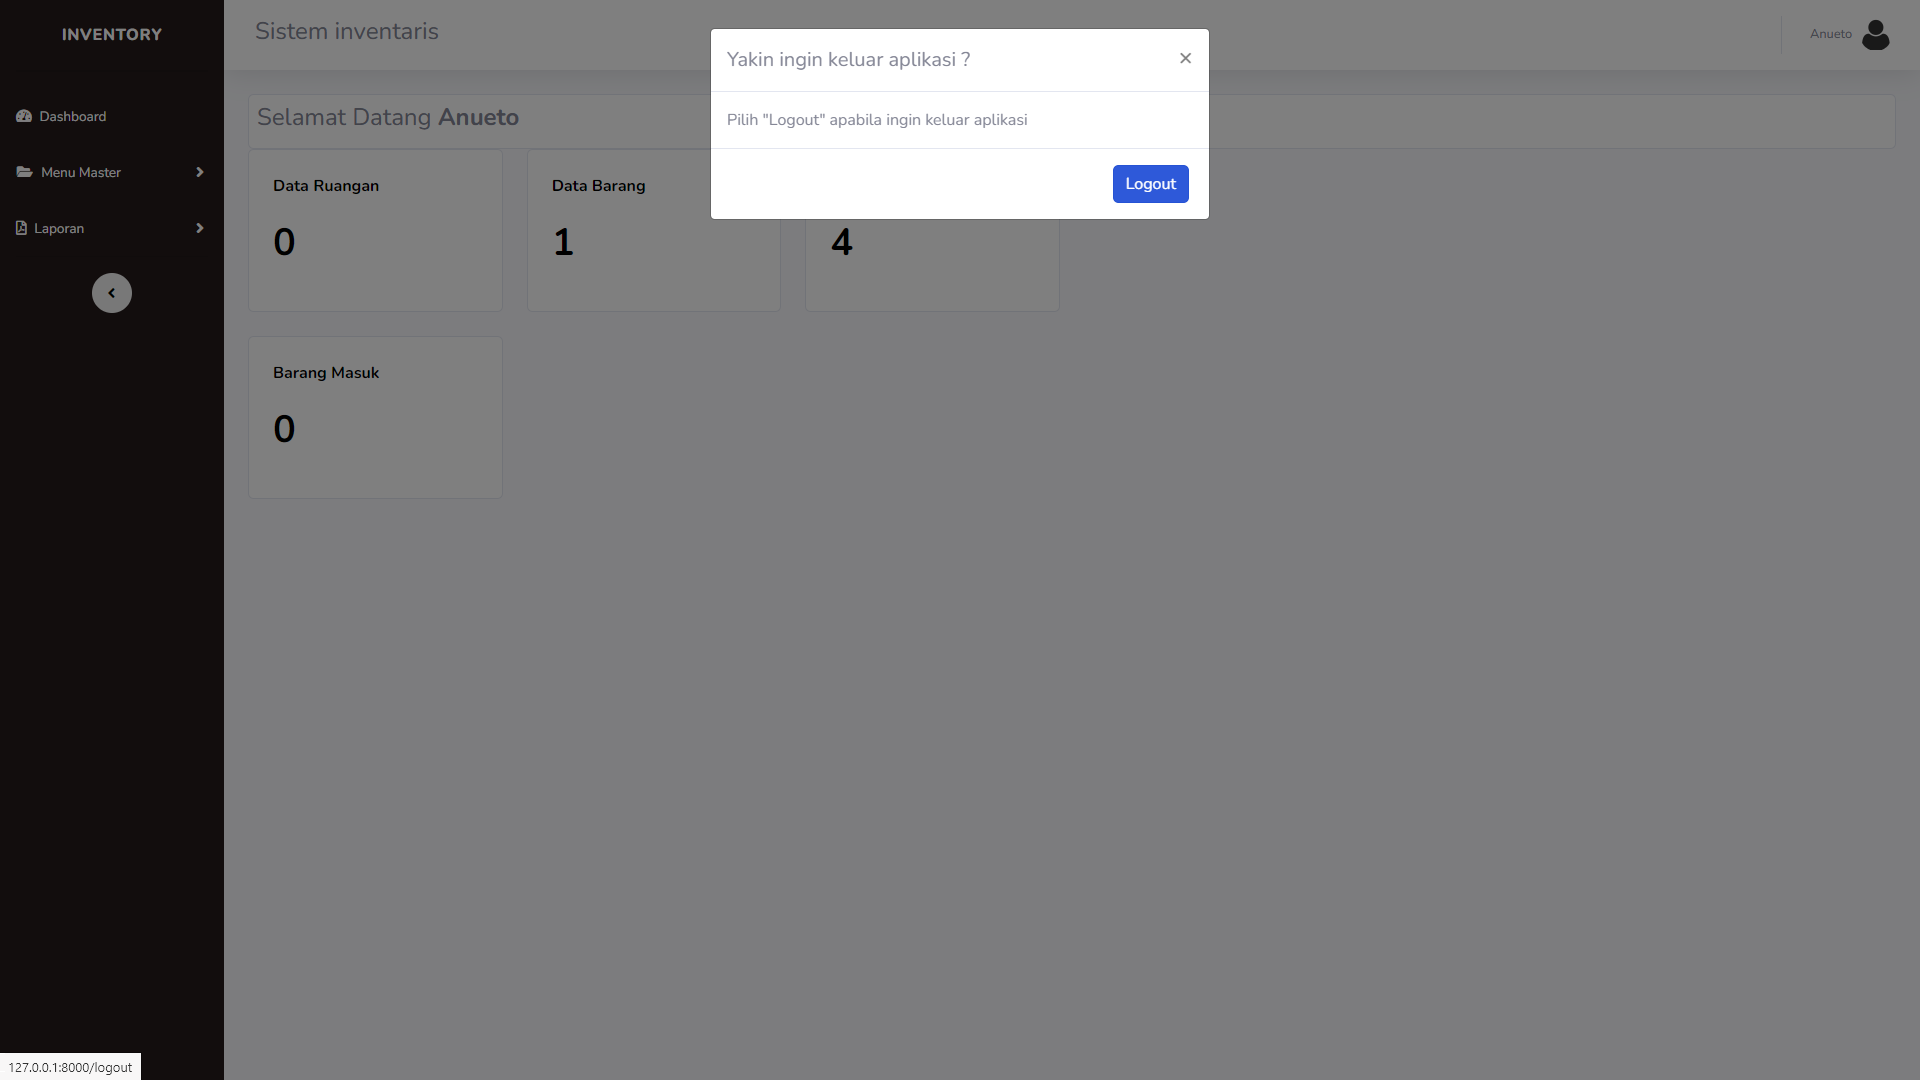 INVENTORY
Dashboard
Menu Master
Laporan
Sistem inventaris
Anueto
Yakin ingin keluar aplikasi ?
×
Pilih "Logout" apabila ingin keluar aplikasi
Logout
Selamat Datang Anueto
Data Ruangan
0
Data Barang
1
4
Barang Masuk
0
127.0.0.1:8000/logout